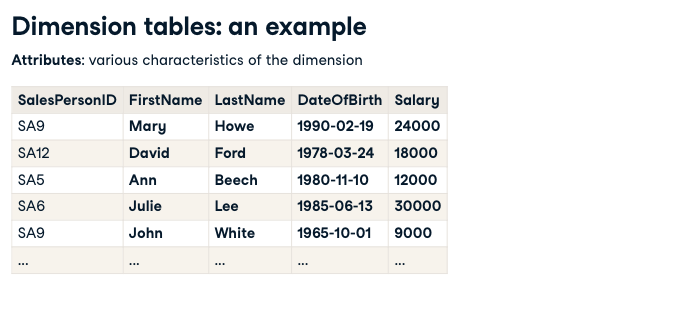 Dimension tables: an example
Attributes: various characteristics of the dimension
SalesPersonID FirstName LastName DateOfBirth Salary
SA9 Mary Howe 1990-02-19 24000
SA12 David Ford 1978-03-24 18000
SA5 Ann Beech 1980-11-10 12000
SA6 Julie Lee 1985-06-13 30000
SA9 John White 1965-10-01 9000
... ... ... ... ...